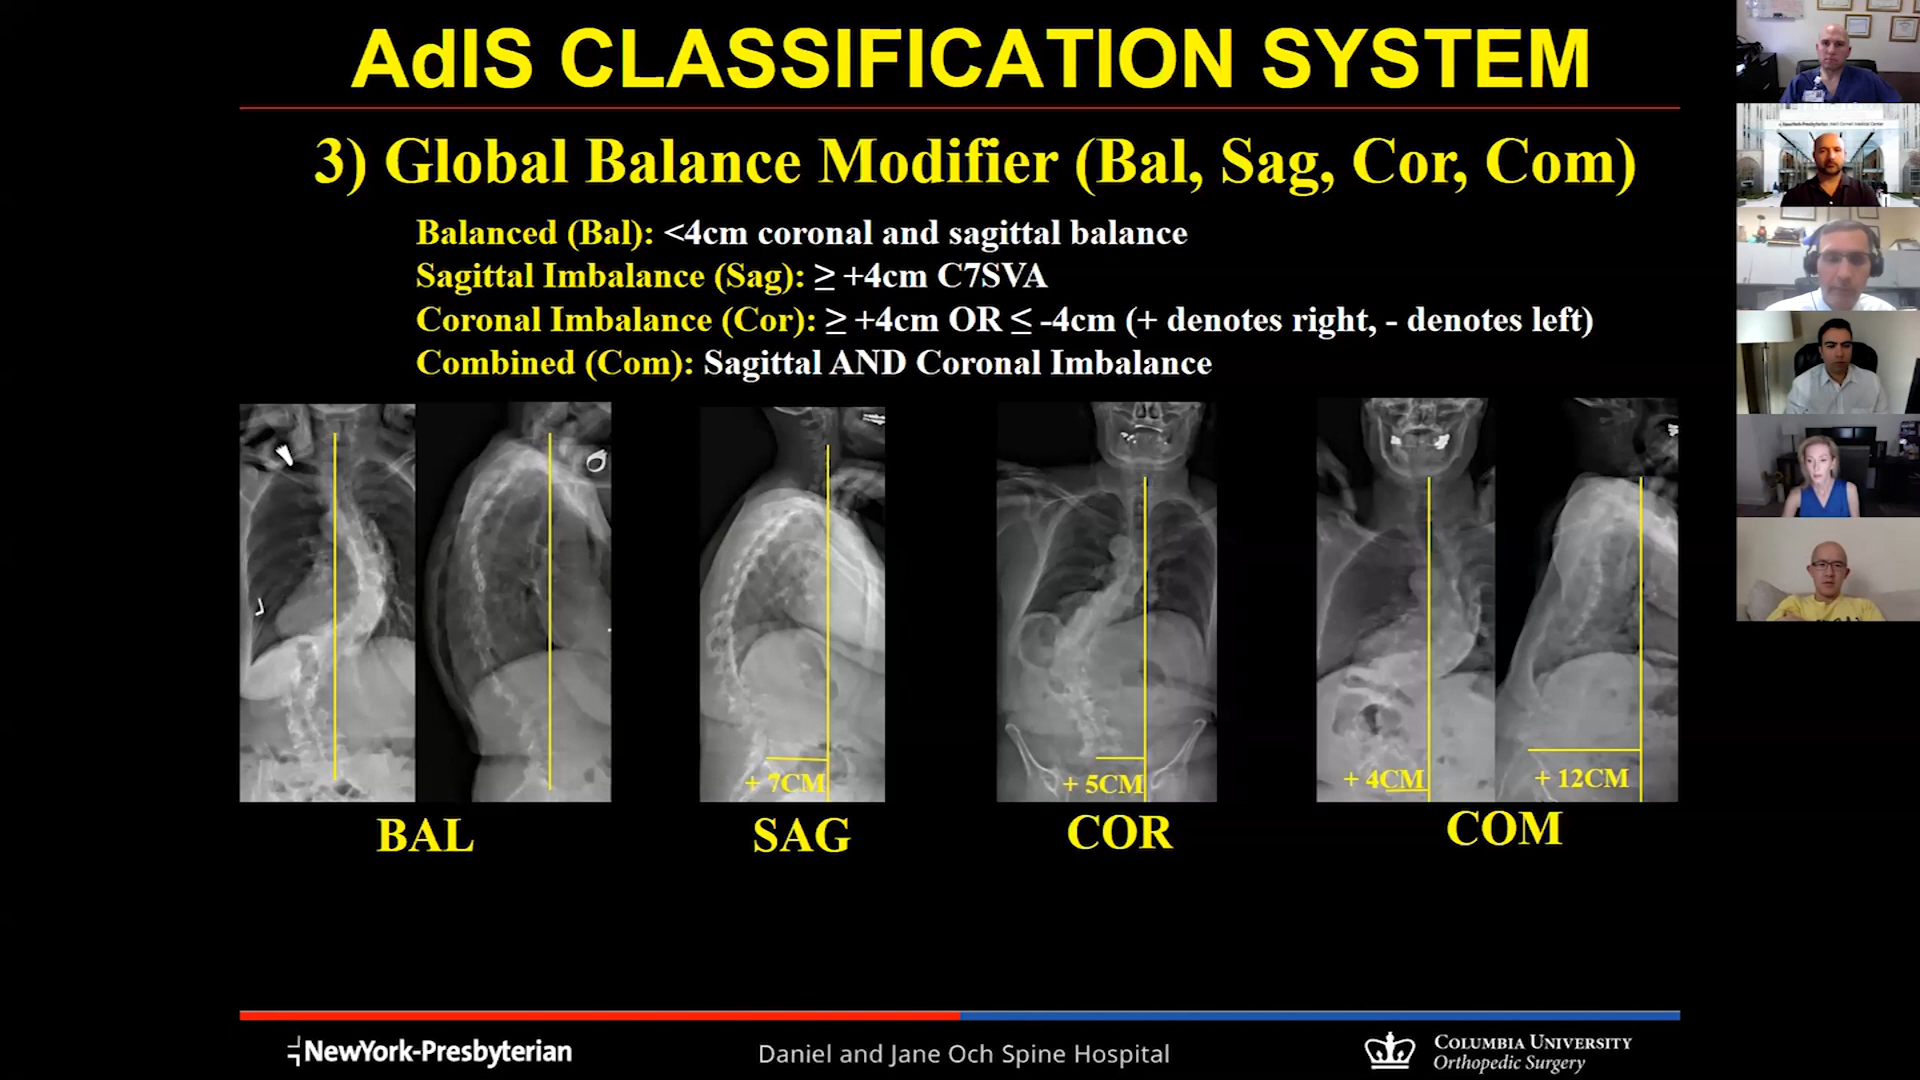 AdIS CLASSIFICATION SYSTEM
3) Global Balance Modifier (Bal, Sag, Cor, Com)
Balanced (Bal): <4cm coronal and sagittal balance
Sagittal Imbalance (Sag): ≥ +4cm C7SVA
Coronal Imbalance (Cor): ≥ +4cm OR ≤ -4cm (+ denotes right, - denotes left)
Combined (Com): Sagittal AND Coronal Imbalance
+ 7CM
+ 5CM
+ 4CM
+ 12CM
BAL
SAG
COR
COM
NewYork-Presbyterian
Daniel and Jane Och Spine Hospital
COLUMBIA UNIVERSITY
Orthopedic Surgery